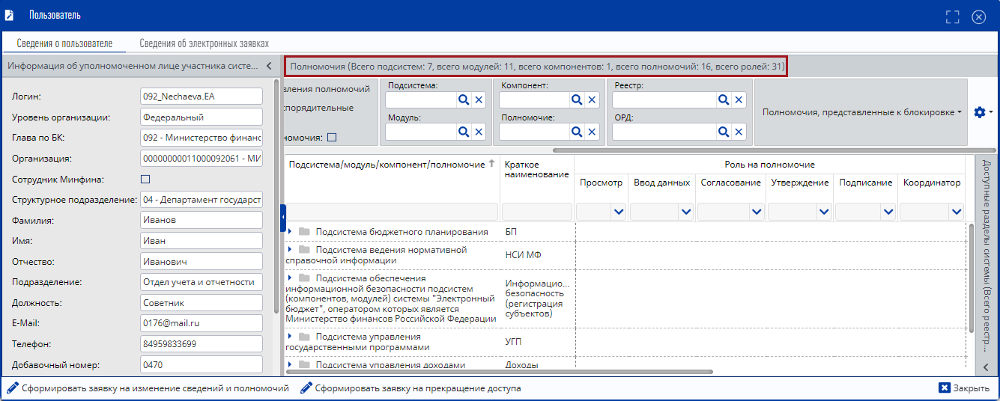 Пользователь
Сведения о пользователе
Сведения об электронных заявках
Информация об уполномоченном лице участника систе...
Логин:
092_Nechaeva.EA
Уровень организации:
Федеральный
Глава по БК:
092 - Министерство финанс
Организация:
00000000011000092061 - МИ
Сотрудник Минфина:
Структурное подразделение:
04 - Департамент государст
Фамилия:
Иванов
Имя:
Иван
Отчество:
Иванович
Подразделение:
Отдел учета и отчетности
Должность:
Советник
E-Mail:
0176@mail.ru
Телефон:
84959833699
Добавочный номер:
0470
Полномочия (Всего подсистем: 7, всего модулей: 11, всего компонентов: 1, всего полномочий: 16, всего ролей: 31)
вления полномочий
споредительные
номочия:
Подсистема:
Модуль:
Компонент:
Полномочие:
Реестр:
ОРД:
Полномочия, представленные к блокировке
Подсистема/модуль/компонент/полномочие
Краткое
наименование
Роль на полномочие
Просмотр
Ввод данных
Согласование
Утверждение
Подписание
Координатор
Подсистема бюджетного планирования
БП
Подсистема ведения нормативной
справочной информации
НСИ МФ
Подсистема обеспечения
информационной безопасности подсистем
(компонентов, модулей) системы "Электронный
бюджет", оператором которых является
Министерство финансов Российской Федерации
Информацио...
безопасность
(регистрация
субъектов)
Подсистема управления
государственными программами
УГП
Подсистема управления доходами
Доходы
Доступные разделы системы (Всего реестр...
Сформировать заявку на изменение сведений и полномочий
Сформировать заявку на прекращение доступа
Закрыть